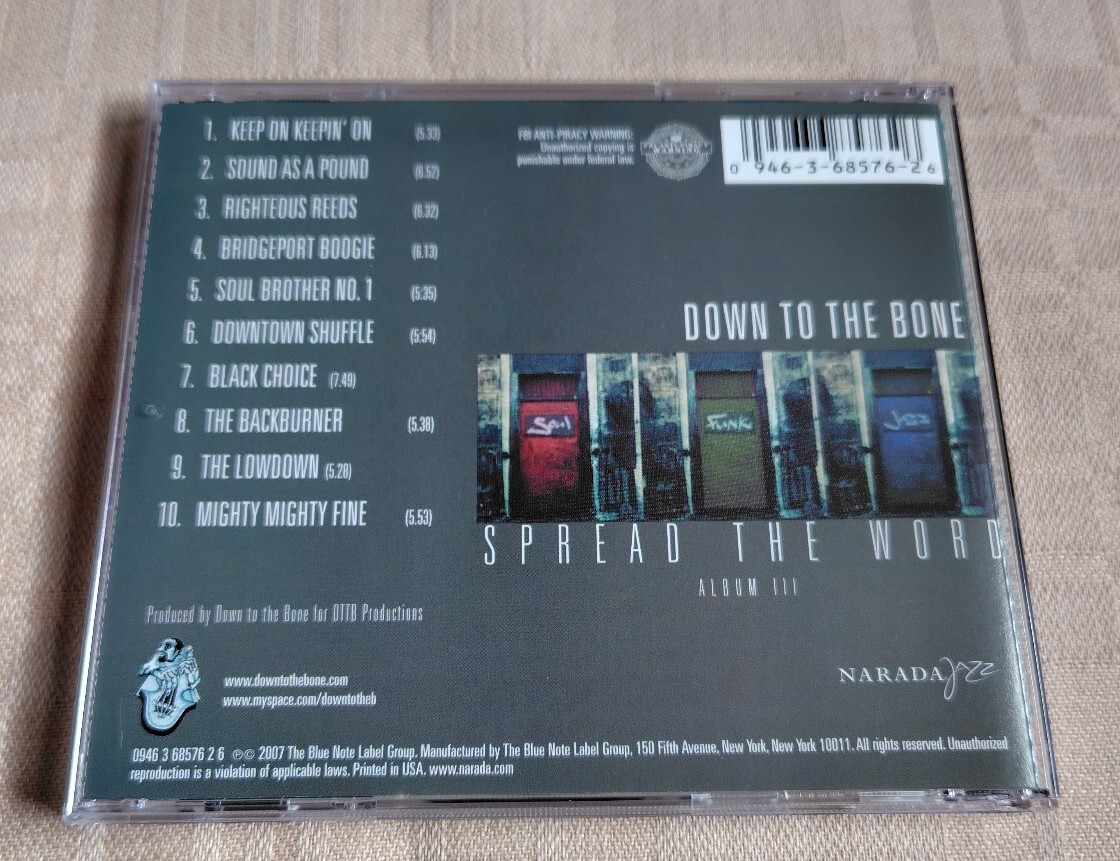 1. KEEP ON KEEPIN' ON (5.33)
2. SOUND AS A POUND (6.52)
3. RIGHTEOUS REEDS (6.32)
4. BRIDGEPORT BOOGIE (6.13)
5. SOUL BROTHER NO. 1 (5:35)
6. DOWNTOWN SHUFFLE (5:54)
7. BLACK CHOICE (7.49)
8. THE BACKBURNER (5.38)
9. THE LOWDOWN (5.28)
10. MIGHTY MIGHTY FINE (5.53)
FBI ANTI-PIRACY WARNING:
Unauthorized copying is
punishable under federal law.
0 946-3-68576-2 6
DOWN TO THE BONE
Soul
FUNK
Jazz
SPREAD THE WORD
ALBUM III
Produced by Down to the Bone for DTTB Productions
www.downtothebone.com
www.myspace.com/downtotheb
NARADA Jazz
0946 3 68576 2 6 ℗© 2007 The Blue Note Label Group. Manufactured by The Blue Note Label Group, 150 Fifth Avenue, New York, New York 10011. All rights reserved. Unauthorized
reproduction is a violation of applicable laws. Printed in USA. www.narada.com